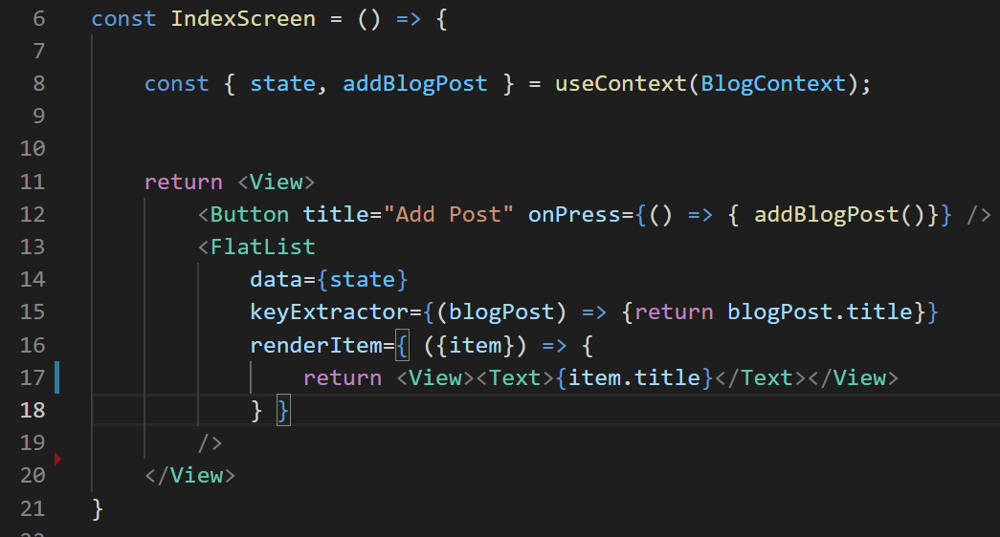 6 const IndexScreen = () => {
7
8 const { state, addBlogPost } = useContext(BlogContext);
9
10
11 return <View>
12 <Button title="Add Post" onPress={() => { addBlogPost()}} />
13 <FlatList
14 data={state}
15 keyExtractor={(blogPost) => {return blogPost.title}}
16 renderItem={ ({item}) => {
17 return <View><Text>{item.title}</Text></View>
18 } }
19 />
20 </View>
21 }